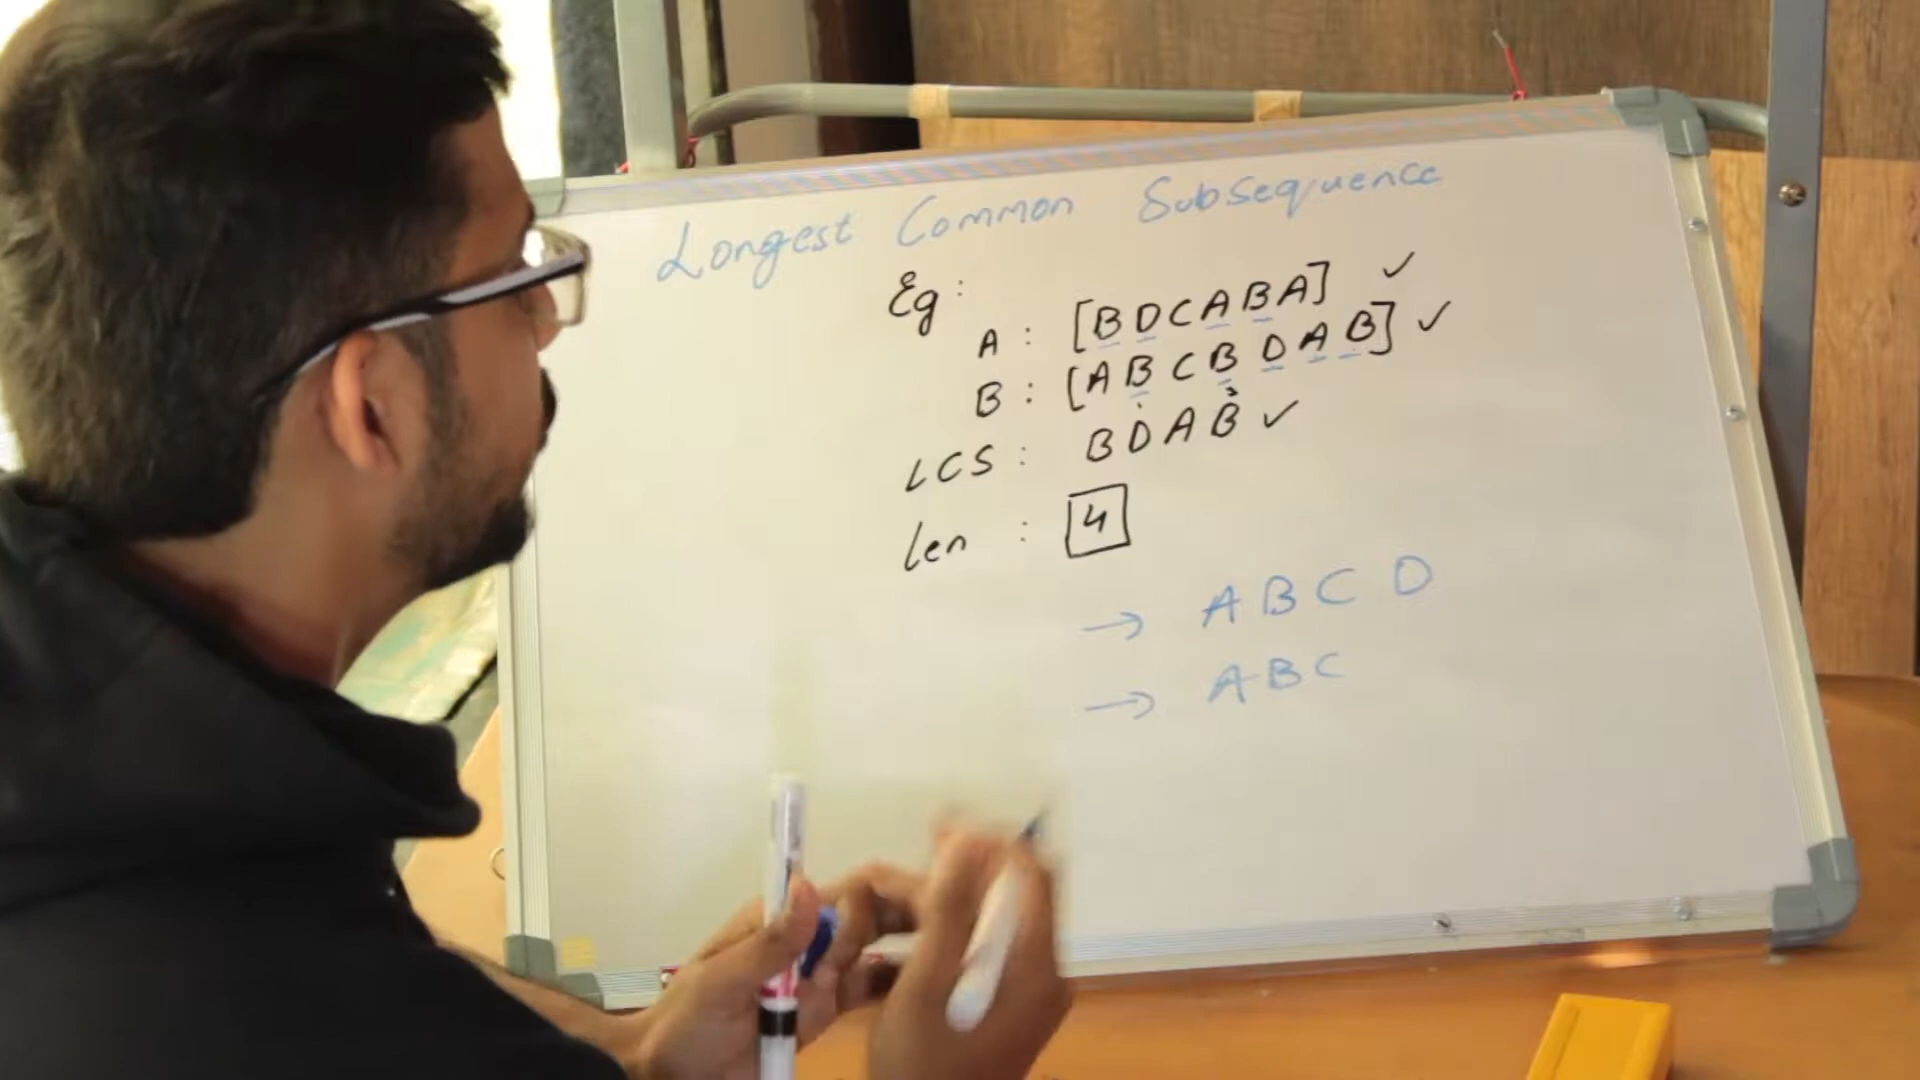 Longest Common Subsequence
Eg :
A : [B D C A B A] ✓
B : [A B C B D A B] ✓
LCS : B D A B ✓
len : 4
→ A B C D
→ A B C